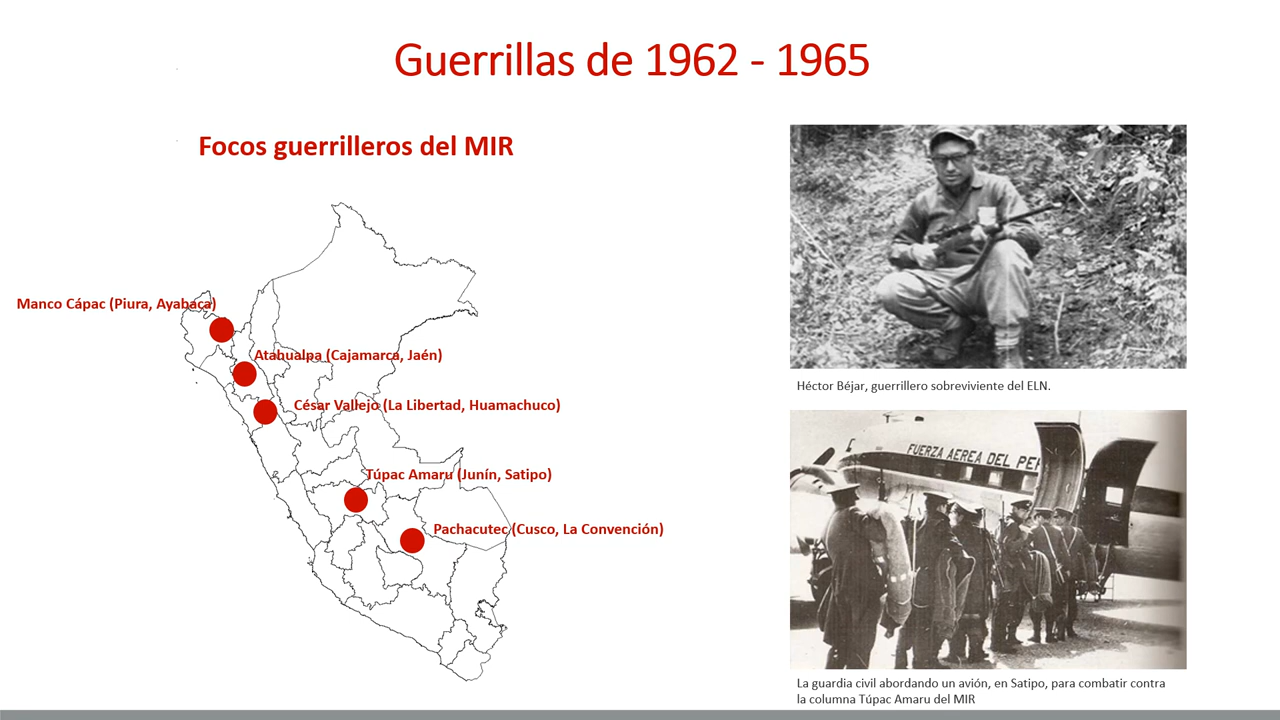 Guerrillas de 1962 - 1965
Focos guerrilleros del MIR
Manco Cápac (Piura, Ayabaca)
Atahualpa (Cajamarca, Jaén)
César Vallejo (La Libertad, Huamachuco)
Túpac Amaru (Junín, Satipo)
Pachacutec (Cusco, La Convención)
Héctor Béjar, guerrillero sobreviviente del ELN.
FUERZA AEREA DEL PER
La guardia civil abordando un avión, en Satipo, para combatir contra
la columna Túpac Amaru del MIR